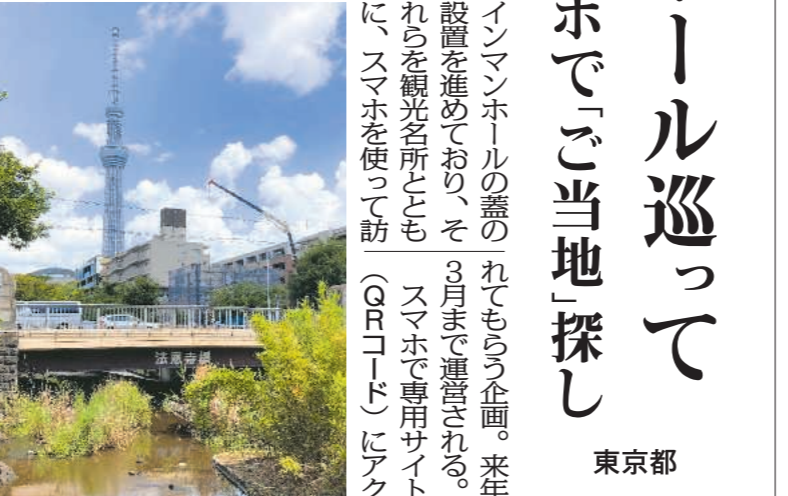 ール巡って
ホで「ご当地」探し
東京都
インマンホールの蓋の
設置を進めており、そ
れらを観光名所ととも
に、スマホを使って訪
れてもらう企画。来年
3月まで運営される。
スマホで専用サイト
（QRコード）にアク
法恩寺橋